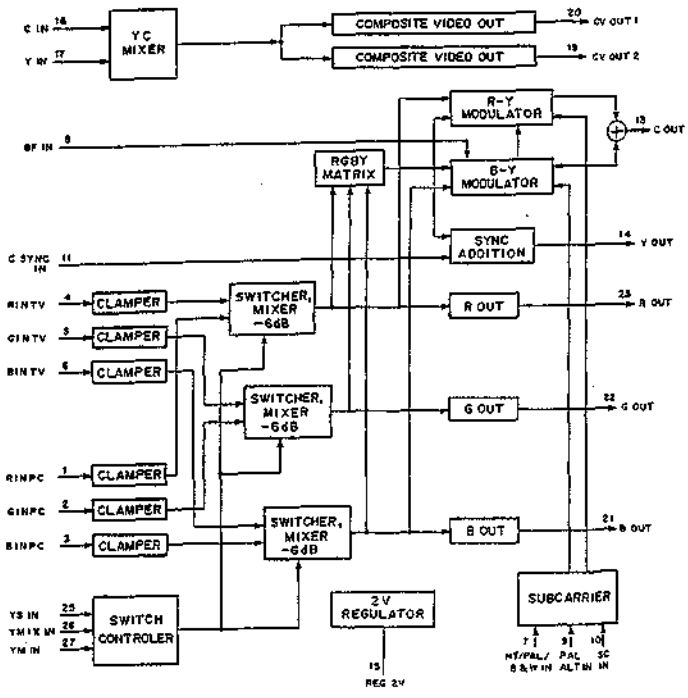 C IN 16
Y IN 17
YC
MIXER
COMPOSITE VIDEO OUT
20
CV OUT 1
COMPOSITE VIDEO OUT
19
CV OUT 2
R-Y
MODULATOR
13
C OUT
BF IN 8
RGBY
MATRIX
B-Y
MODULATOR
C SYNC
IN
11
SYNC
ADDITION
14
Y OUT
RINTV 4
CLAMPER
SWITCHER,
MIXER
-6dB
R OUT
23
R OUT
GINTV 5
CLAMPER
BINTV 6
CLAMPER
SWITCHER,
MIXER
-6dB
G OUT
22
G OUT
RINPC 1
CLAMPER
GINPC 2
CLAMPER
BINPC 3
CLAMPER
SWITCHER,
MIXER
-6dB
B OUT
21
B OUT
YS IN 25
YMIX IN 26
YM IN 27
SWITCH
CONTROLER
2V
REGULATOR
15
REG 2V
SUBCARRIER
7 9 10
NT/PAL/ PAL SC
B&W IN ALT IN IN